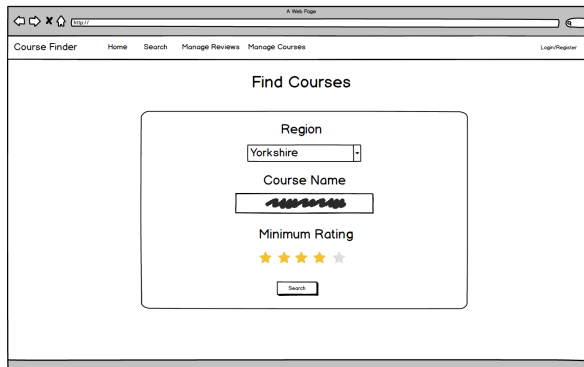 A Web Page
http://
Course Finder Home Search Manage Reviews Manage Courses Login/Register
Find Courses
Region
Yorkshire
Course Name
Minimum Rating
Search